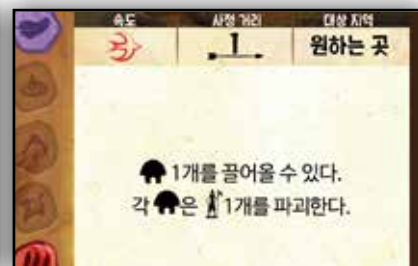 속도 사정 거리 대상 지역
1 원하는 곳
1개를 끌어올 수 있다.
각 은 1개를 파괴한다.